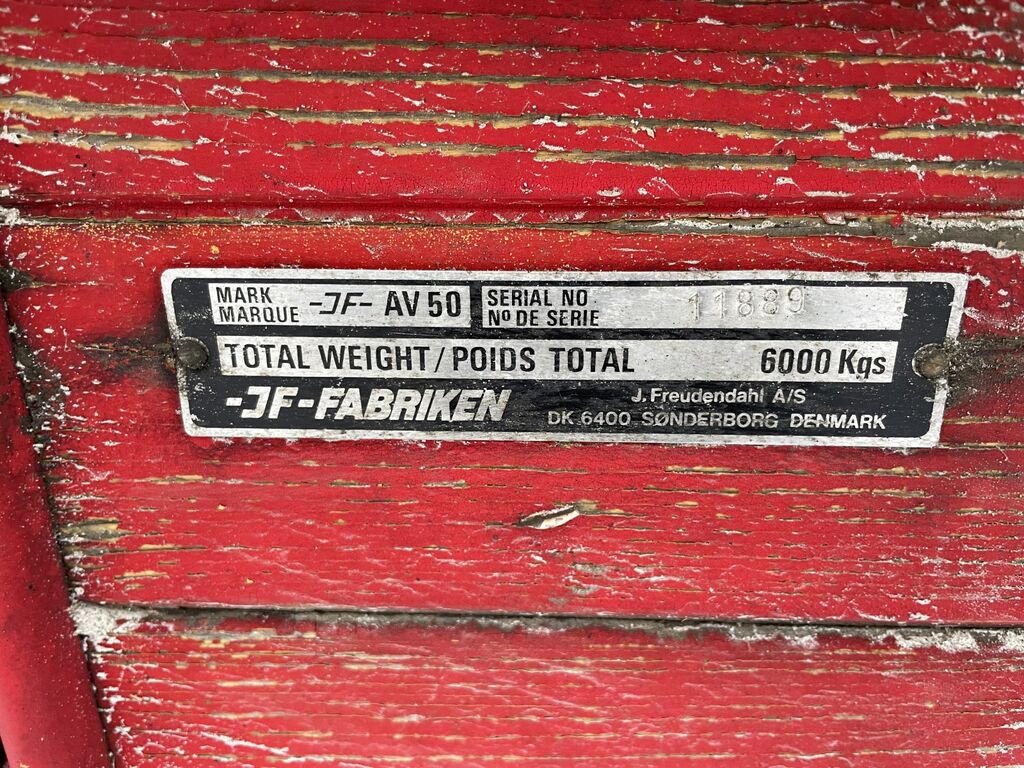 MARK
MARQUE -JF- AV 50
SERIAL NO
Nº DE SERIE 11889
TOTAL WEIGHT/POIDS TOTAL 6000 Kgs
-JF-FABRIKEN
J. Freudendahl A/S
DK 6400 SØNDERBORG DENMARK